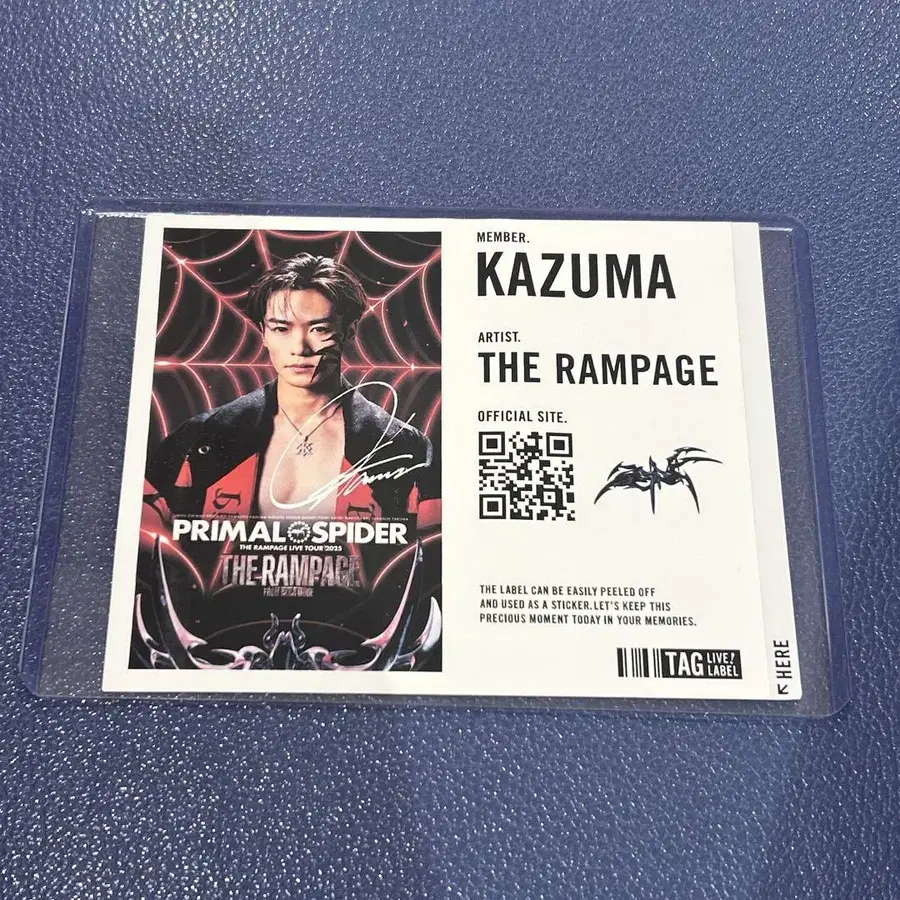 PRIMAL SPIDER
THE RAMPAGE LIVE TOUR 2025
THE RAMPAGE
MEMBER.
KAZUMA
ARTIST.
THE RAMPAGE
OFFICIAL SITE.
THE LABEL CAN BE EASILY PEELED OFF
AND USED AS A STICKER.LET'S KEEP THIS
PRECIOUS MOMENT TODAY IN YOUR MEMORIES.
TAG LIVE! LABEL
HERE